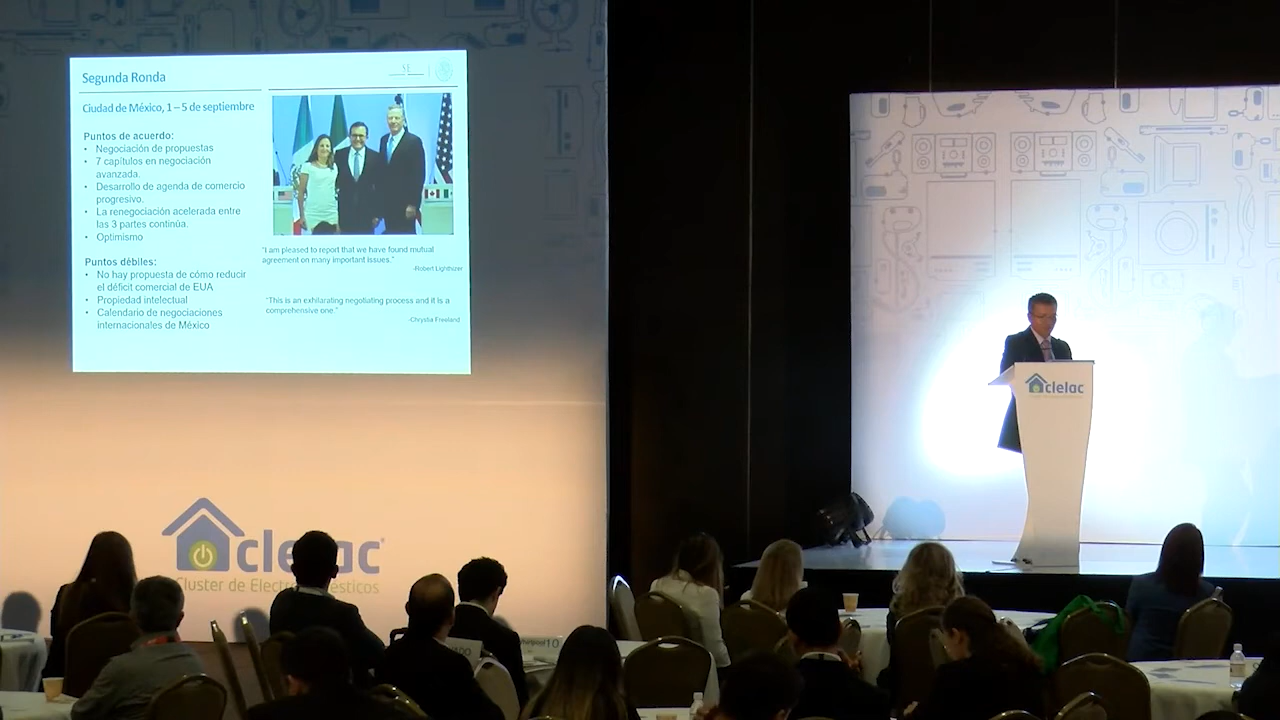 Segunda Ronda
SE
Ciudad de México, 1 – 5 de septiembre
Puntos de acuerdo:
• Negociación de propuestas
• 7 capítulos en negociación
avanzada.
• Desarrollo de agenda de comercio
progresivo.
• La renegociación acelerada entre
las 3 partes continúa.
• Optimismo
Puntos débiles:
• No hay propuesta de cómo reducir
el déficit comercial de EUA
• Propiedad intelectual
• Calendario de negociaciones
internacionales de México
"I am pleased to report that we have found mutual
agreement on many important issues."
-Robert Lighthizer
"This is an exhilarating negotiating process and it is a
comprehensive one."
-Chrystia Freeland
clelac
clelac
Cluster de